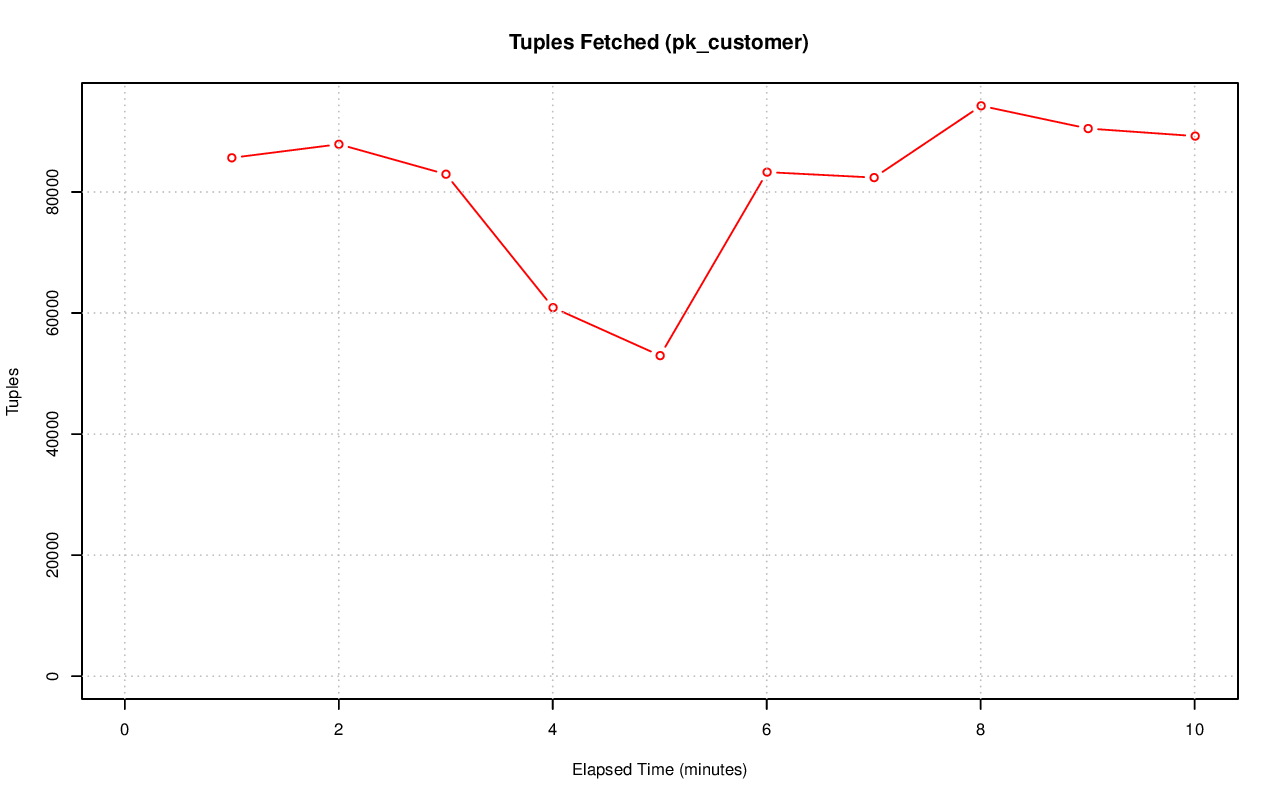 Tuples Fetched (pk_customer)
Tuples
80000
60000
40000
20000
0
0 2 4 6 8 10
Elapsed Time (minutes)